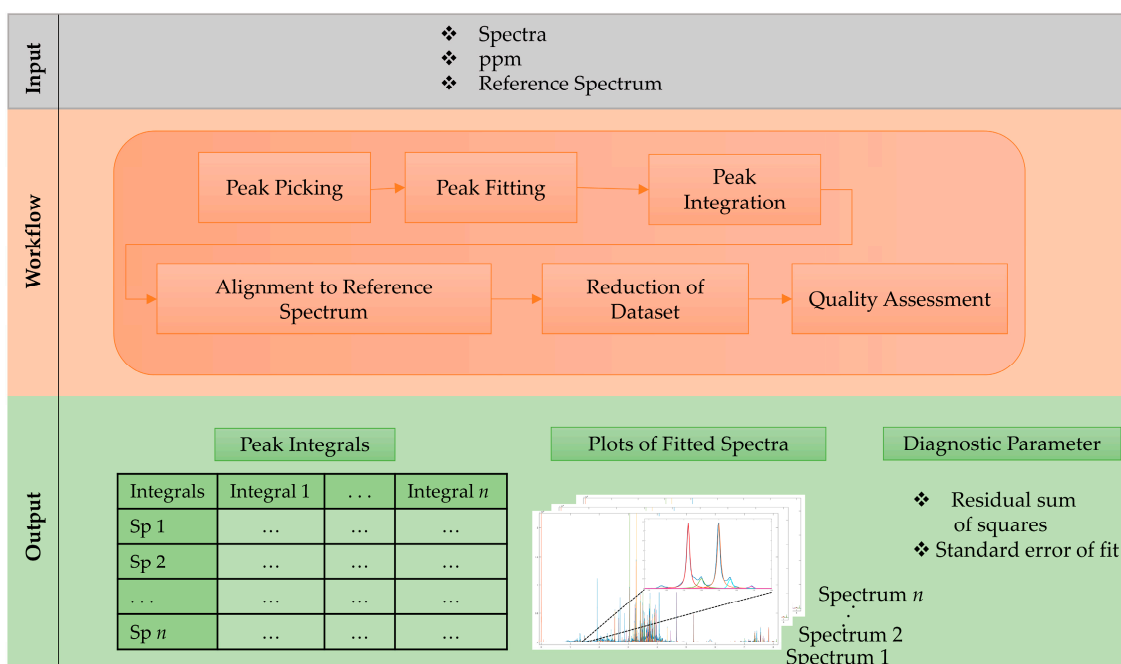 Input
❖ Spectra
❖ ppm
❖ Reference Spectrum
Workflow
Peak Picking
Peak Fitting
Peak
Integration
Alignment to Reference
Spectrum
Reduction of
Dataset
Quality Assessment
Output
Peak Integrals
Integrals Integral 1 ... Integral n
Sp 1 ... ... ...
Sp 2 ... ... ...
... ... ... ...
Sp n ... ... ...
Plots of Fitted Spectra
Spectrum n
Spectrum 2
Spectrum 1
Diagnostic Parameter
❖ Residual sum
of squares
❖ Standard error of fit